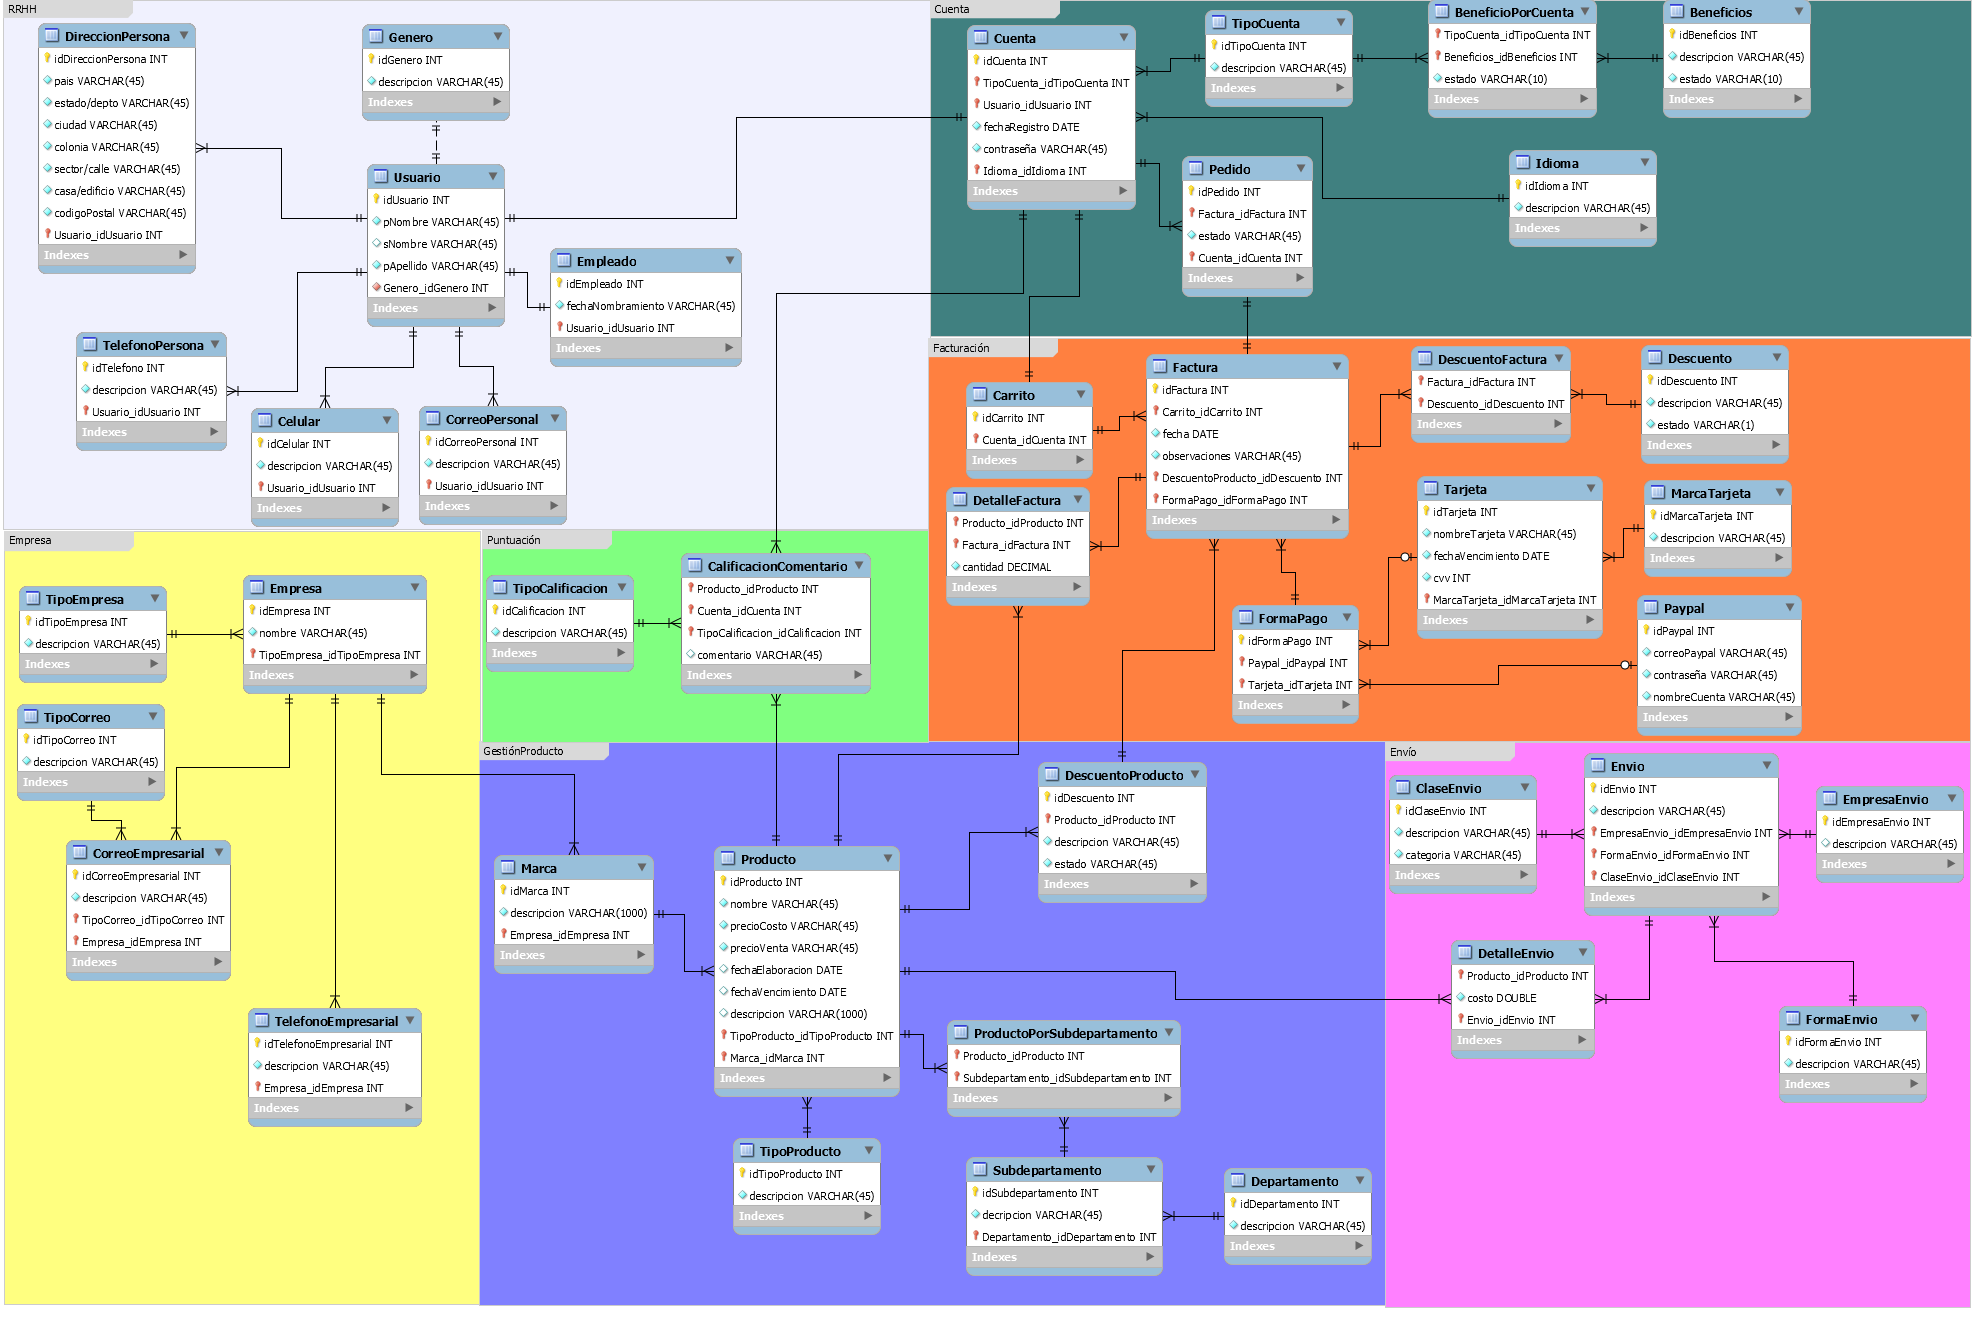 RRHH
DireccionPersona
idDireccionPersona INT
pais VARCHAR(45)
estado/depto VARCHAR(45)
ciudad VARCHAR(45)
colonia VARCHAR(45)
sector/calle VARCHAR(45)
casa/edificio VARCHAR(45)
codigoPostal VARCHAR(45)
Usuario_idUsuario INT
Indexes
Genero
idGenero INT
descripcion VARCHAR(45)
Indexes
Usuario
idUsuario INT
pNombre VARCHAR(45)
sNombre VARCHAR(45)
pApellido VARCHAR(45)
Genero_idGenero INT
Indexes
Empleado
idEmpleado INT
fechaNombramiento VARCHAR(45)
Usuario_idUsuario INT
Indexes
TelefonoPersona
idTelefono INT
descripcion VARCHAR(45)
Usuario_idUsuario INT
Indexes
Celular
idCelular INT
descripcion VARCHAR(45)
Usuario_idUsuario INT
Indexes
CorreoPersonal
idCorreoPersonal INT
descripcion VARCHAR(45)
Usuario_idUsuario INT
Indexes
Cuenta
Cuenta
idCuenta INT
TipoCuenta_idTipoCuenta INT
Usuario_idUsuario INT
fechaRegistro DATE
contraseña VARCHAR(45)
Idioma_idIdioma INT
Indexes
TipoCuenta
idTipoCuenta INT
descripcion VARCHAR(45)
Indexes
BeneficioPorCuenta
TipoCuenta_idTipoCuenta INT
Beneficios_idBeneficios INT
estado VARCHAR(10)
Indexes
Beneficios
idBeneficios INT
descripcion VARCHAR(45)
estado VARCHAR(10)
Indexes
Pedido
idPedido INT
Factura_idFactura INT
estado VARCHAR(45)
Cuenta_idCuenta INT
Indexes
Idioma
idIdioma INT
descripcion VARCHAR(45)
Indexes
Facturación
Carrito
idCarrito INT
Cuenta_idCuenta INT
Indexes
Factura
idFactura INT
Carrito_idCarrito INT
fecha DATE
observaciones VARCHAR(45)
DescuentoProducto_idDescuento INT
FormaPago_idFormaPago INT
Indexes
DescuentoFactura
Factura_idFactura INT
Descuento_idDescuento INT
Indexes
Descuento
idDescuento INT
descripcion VARCHAR(45)
estado VARCHAR(1)
Indexes
DetalleFactura
Producto_idProducto INT
Factura_idFactura INT
cantidad DECIMAL
Indexes
Tarjeta
idTarjeta INT
nombreTarjeta VARCHAR(45)
fechaVencimiento DATE
cvv INT
MarcaTarjeta_idMarcaTarjeta INT
Indexes
MarcaTarjeta
idMarcaTarjeta INT
descripcion VARCHAR(45)
Indexes
FormaPago
idFormaPago INT
Paypal_idPaypal INT
Tarjeta_idTarjeta INT
Indexes
Paypal
idPaypal INT
correoPaypal VARCHAR(45)
contraseña VARCHAR(45)
nombreCuenta VARCHAR(45)
Indexes
Empresa
TipoEmpresa
idTipoEmpresa INT
descripcion VARCHAR(45)
Indexes
Empresa
idEmpresa INT
nombre VARCHAR(45)
TipoEmpresa_idTipoEmpresa INT
Indexes
TipoCorreo
idTipoCorreo INT
descripcion VARCHAR(45)
Indexes
CorreoEmpresarial
idCorreoEmpresarial INT
descripcion VARCHAR(45)
TipoCorreo_idTipoCorreo INT
Empresa_idEmpresa INT
Indexes
TelefonoEmpresarial
idTelefonoEmpresarial INT
descripcion VARCHAR(45)
Empresa_idEmpresa INT
Indexes
Puntuación
TipoCalificacion
idCalificacion INT
descripcion VARCHAR(45)
Indexes
CalificacionComentario
Producto_idProducto INT
Cuenta_idCuenta INT
TipoCalificacion_idCalificacion INT
comentario VARCHAR(45)
Indexes
GestiónProducto
Marca
idMarca INT
descripcion VARCHAR(1000)
Empresa_idEmpresa INT
Indexes
Producto
idProducto INT
nombre VARCHAR(45)
precioCosto VARCHAR(45)
precioVenta VARCHAR(45)
fechaElaboracion DATE
fechaVencimiento DATE
descripcion VARCHAR(1000)
TipoProducto_idTipoProducto INT
Marca_idMarca INT
Indexes
DescuentoProducto
idDescuento INT
Producto_idProducto INT
descripcion VARCHAR(45)
estado VARCHAR(45)
Indexes
ProductoPorSubdepartamento
Producto_idProducto INT
Subdepartamento_idSubdepartamento INT
Indexes
TipoProducto
idTipoProducto INT
descripcion VARCHAR(45)
Indexes
Subdepartamento
idSubdepartamento INT
decripcion VARCHAR(45)
Departamento_idDepartamento INT
Indexes
Departamento
idDepartamento INT
descripcion VARCHAR(45)
Indexes
Envío
ClaseEnvio
idClaseEnvio INT
descripcion VARCHAR(45)
categoria VARCHAR(45)
Indexes
Envio
idEnvio INT
descripcion VARCHAR(45)
EmpresaEnvio_idEmpresaEnvio INT
FormaEnvio_idFormaEnvio INT
ClaseEnvio_idClaseEnvio INT
Indexes
EmpresaEnvio
idEmpresaEnvio INT
descripcion VARCHAR(45)
Indexes
DetalleEnvio
Producto_idProducto INT
costo DOUBLE
Envio_idEnvio INT
Indexes
FormaEnvio
idFormaEnvio INT
descripcion VARCHAR(45)
Indexes